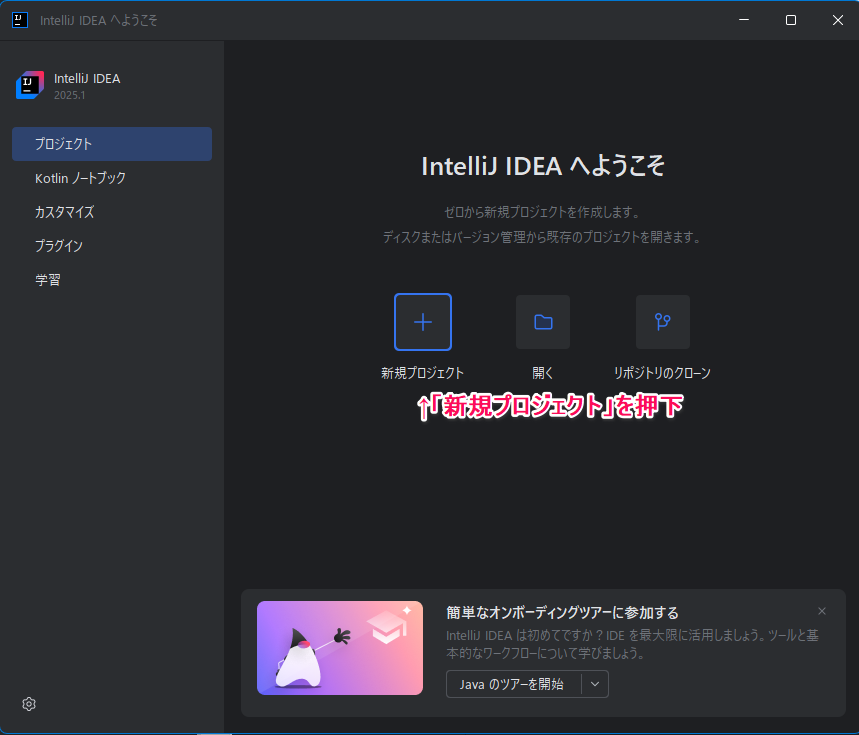 IntelliJ IDEA へようこそ
IntelliJ IDEA
2025.1
プロジェクト
Kotlin ノートブック
カスタマイズ
プラグイン
学習
IntelliJ IDEA へようこそ
ゼロから新規プロジェクトを作成します。
ディスクまたはバージョン管理から既存のプロジェクトを開きます。
新規プロジェクト
開く
リポジトリのクローン
↑「新規プロジェクト」を押下
簡単なオンボーディングツアーに参加する
IntelliJ IDEA は初めてですか？IDE を最大限に活用しましょう。ツールと基
本的なワークフローについて学びましょう。
Java のツアーを開始